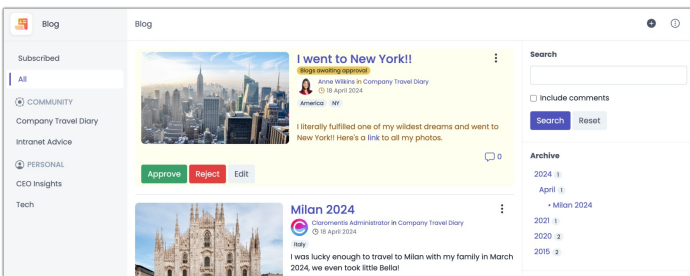 Blog
Blog
Subscribed
All
COMMUNITY
Company Travel Diary
Intranet Advice
PERSONAL
CEO Insights
Tech
I went to New York!!
Blogs awaiting approval
Anne Wilkins in Company Travel Diary
18 April 2024
America NY
I literally fulfilled one of my wildest dreams and went to
New York!! Here's a link to all my photos.
0
Approve Reject Edit
Milan 2024
Claromentis Administrator in Company Travel Diary
18 April 2024
Italy
I was lucky enough to travel to Milan with my family in March
2024, we even took little Bella!
Search
Include comments
Search Reset
Archive
2024 1
April 1
• Milan 2024
2021 1
2020 2
2015 2